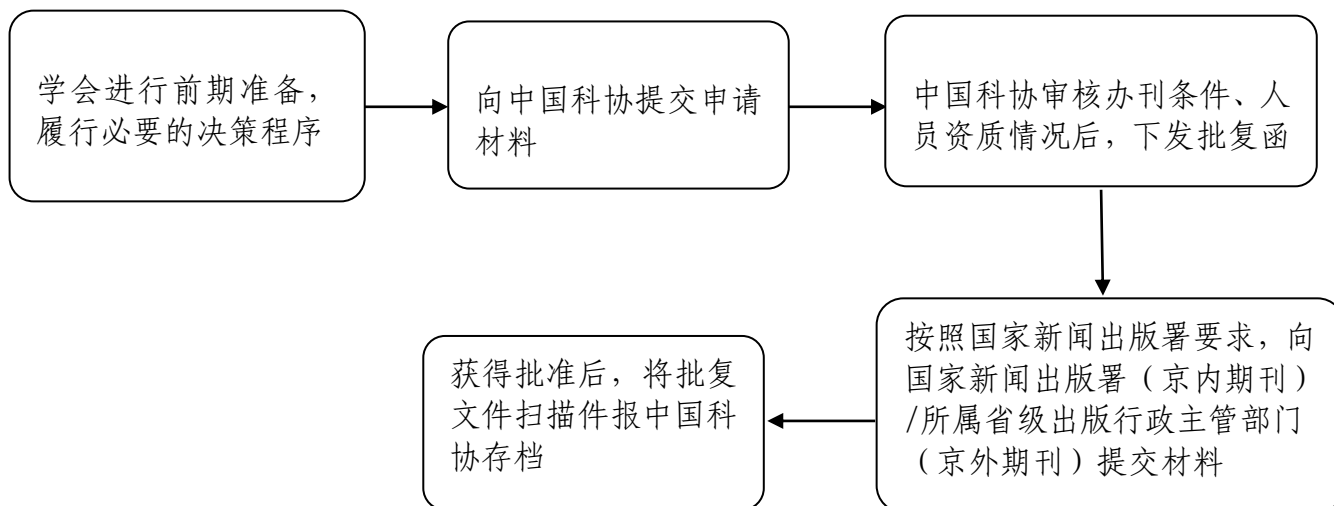 学会进行前期准备，
履行必要的决策程序
向中国科协提交申请
材料
中国科协审核办刊条件、人
员资质情况后，下发批复函
按照国家新闻出版署要求，向
国家新闻出版署（京内期刊）
/所属省级出版行政主管部门
（京外期刊）提交材料
获得批准后，将批复
文件扫描件报中国科
协存档